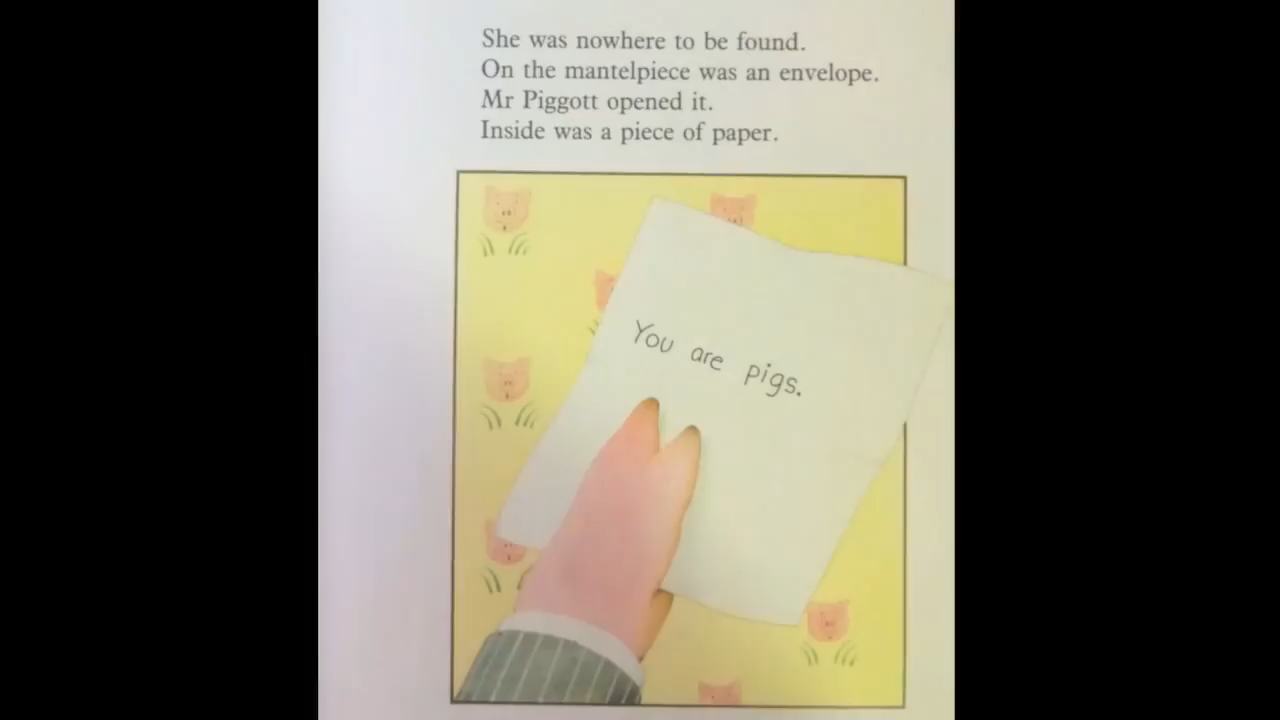 She was nowhere to be found.
On the mantelpiece was an envelope.
Mr Piggott opened it.
Inside was a piece of paper.
You are pigs.